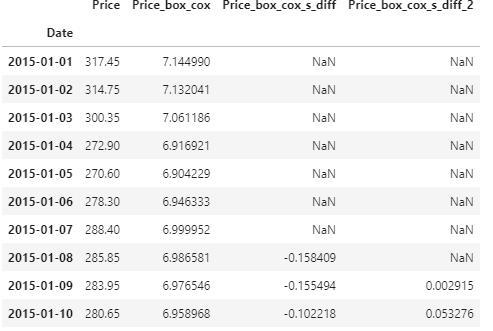 Price Price_box_cox Price_box_cox_s_diff Price_box_cox_s_diff_2
Date
2015-01-01 317.45 7.144990 NaN NaN
2015-01-02 314.75 7.132041 NaN NaN
2015-01-03 300.35 7.061186 NaN NaN
2015-01-04 272.90 6.916921 NaN NaN
2015-01-05 270.60 6.904229 NaN NaN
2015-01-06 278.30 6.946333 NaN NaN
2015-01-07 288.40 6.999952 NaN NaN
2015-01-08 285.85 6.986581 -0.158409 NaN
2015-01-09 283.95 6.976546 -0.155494 0.002915
2015-01-10 280.65 6.958968 -0.102218 0.053276